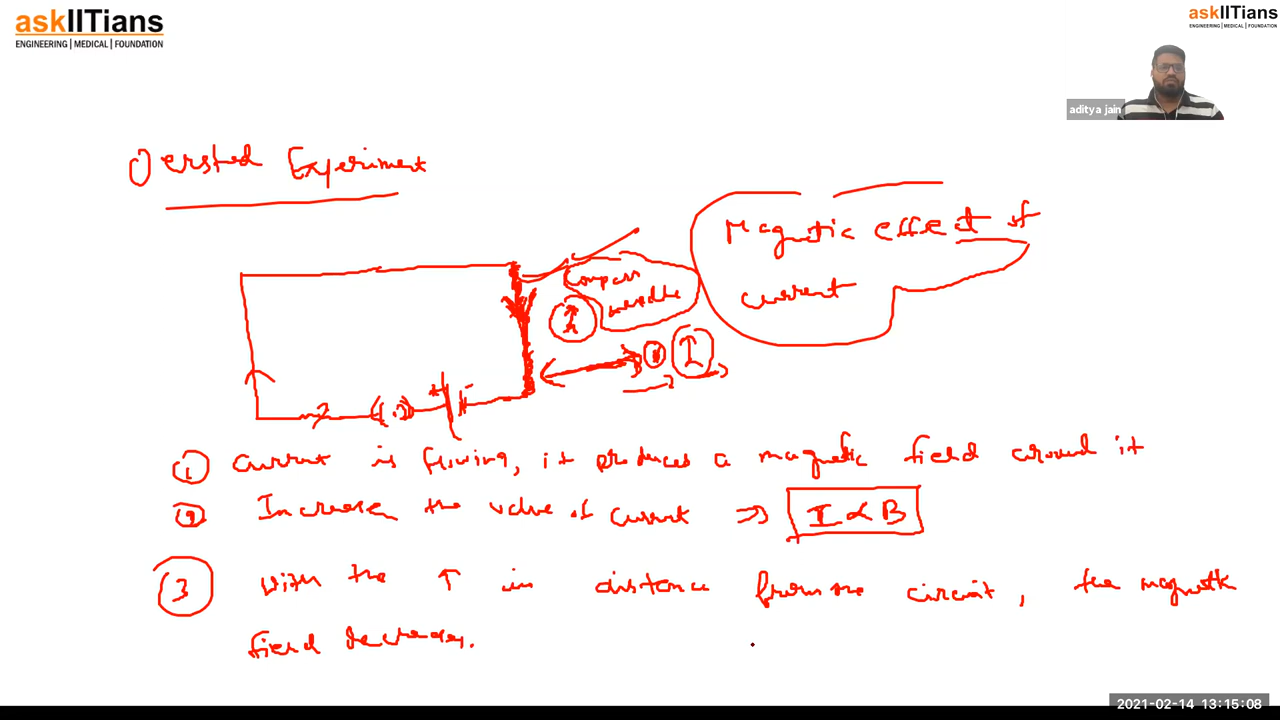 askIITians
ENGINEERING | MEDICAL | FOUNDATION
askIITians
ENGINEERING | MEDICAL | FOUNDATION
aditya jain
Oersted Experiment
Magnetic effect of
current
Compass
needle
① Current is flowing, it produces a magnetic field around it
② Increase the value of current ⇒ I ∝ B
③ With the ↑ in distance from the circuit, the magnetic
field decreases.
2021-02-14 13:15:08